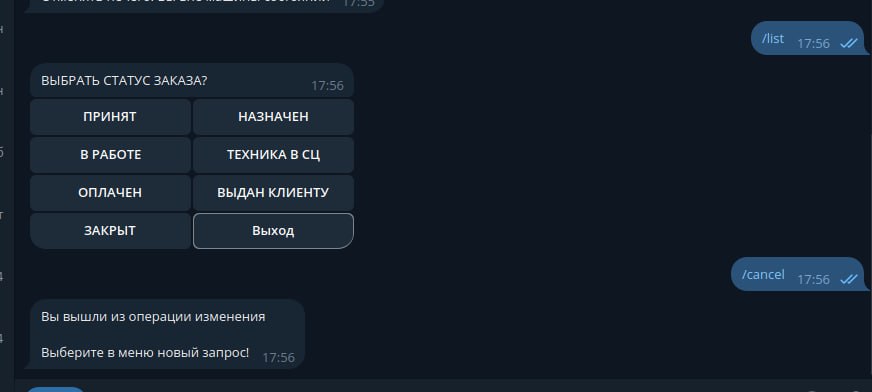 17:55
/list 17:56
ВЫБРАТЬ СТАТУС ЗАКАЗА?
17:56
ПРИНЯТ НАЗНАЧЕН
В РАБОТЕ ТЕХНИКА В СЦ
ОПЛАЧЕН ВЫДАН КЛИЕНТУ
ЗАКРЫТ Выход
/cancel 17:56
Вы вышли из операции изменения
Выберите в меню новый запрос! 17:56